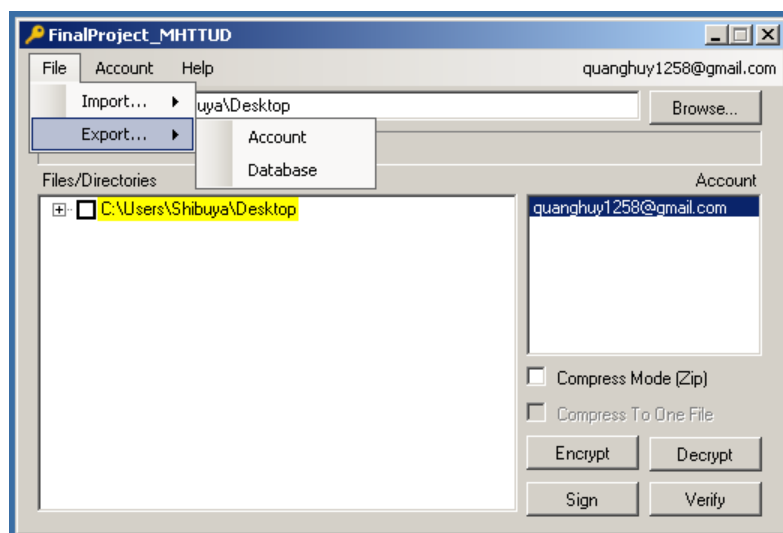 FinalProject_MHTTUD
File Account Help quanghuy1258@gmail.com
Import... uya\Desktop Browse...
Export... Account
Database
Files/Directories Account
C:\Users\Shibuya\Desktop quanghuy1258@gmail.com
Compress Mode (Zip)
Compress To One File
Encrypt Decrypt
Sign Verify